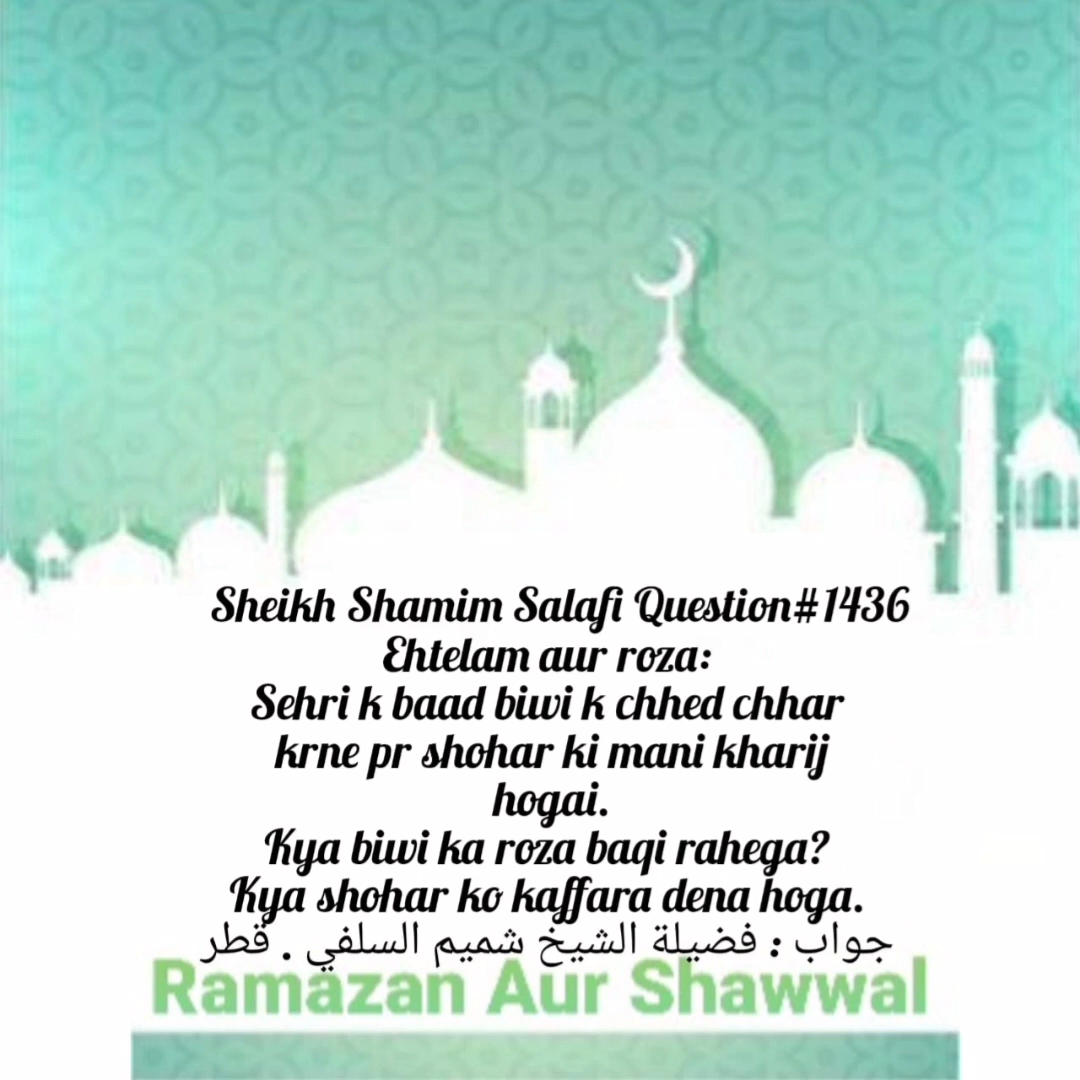 Sheikh Shamim Salafi Question#1436
Ehtelam aur roza:
Sehri k baad biwi k chhed chhar
krne pr shohar ki mani kharij
hogai.
Kya biwi ka roza baqi rahega?
Kya shohar ko kaffara dena hoga.
جواب : فضيلة الشيخ شميم السلفي . قطر
Ramazan Aur Shawwal